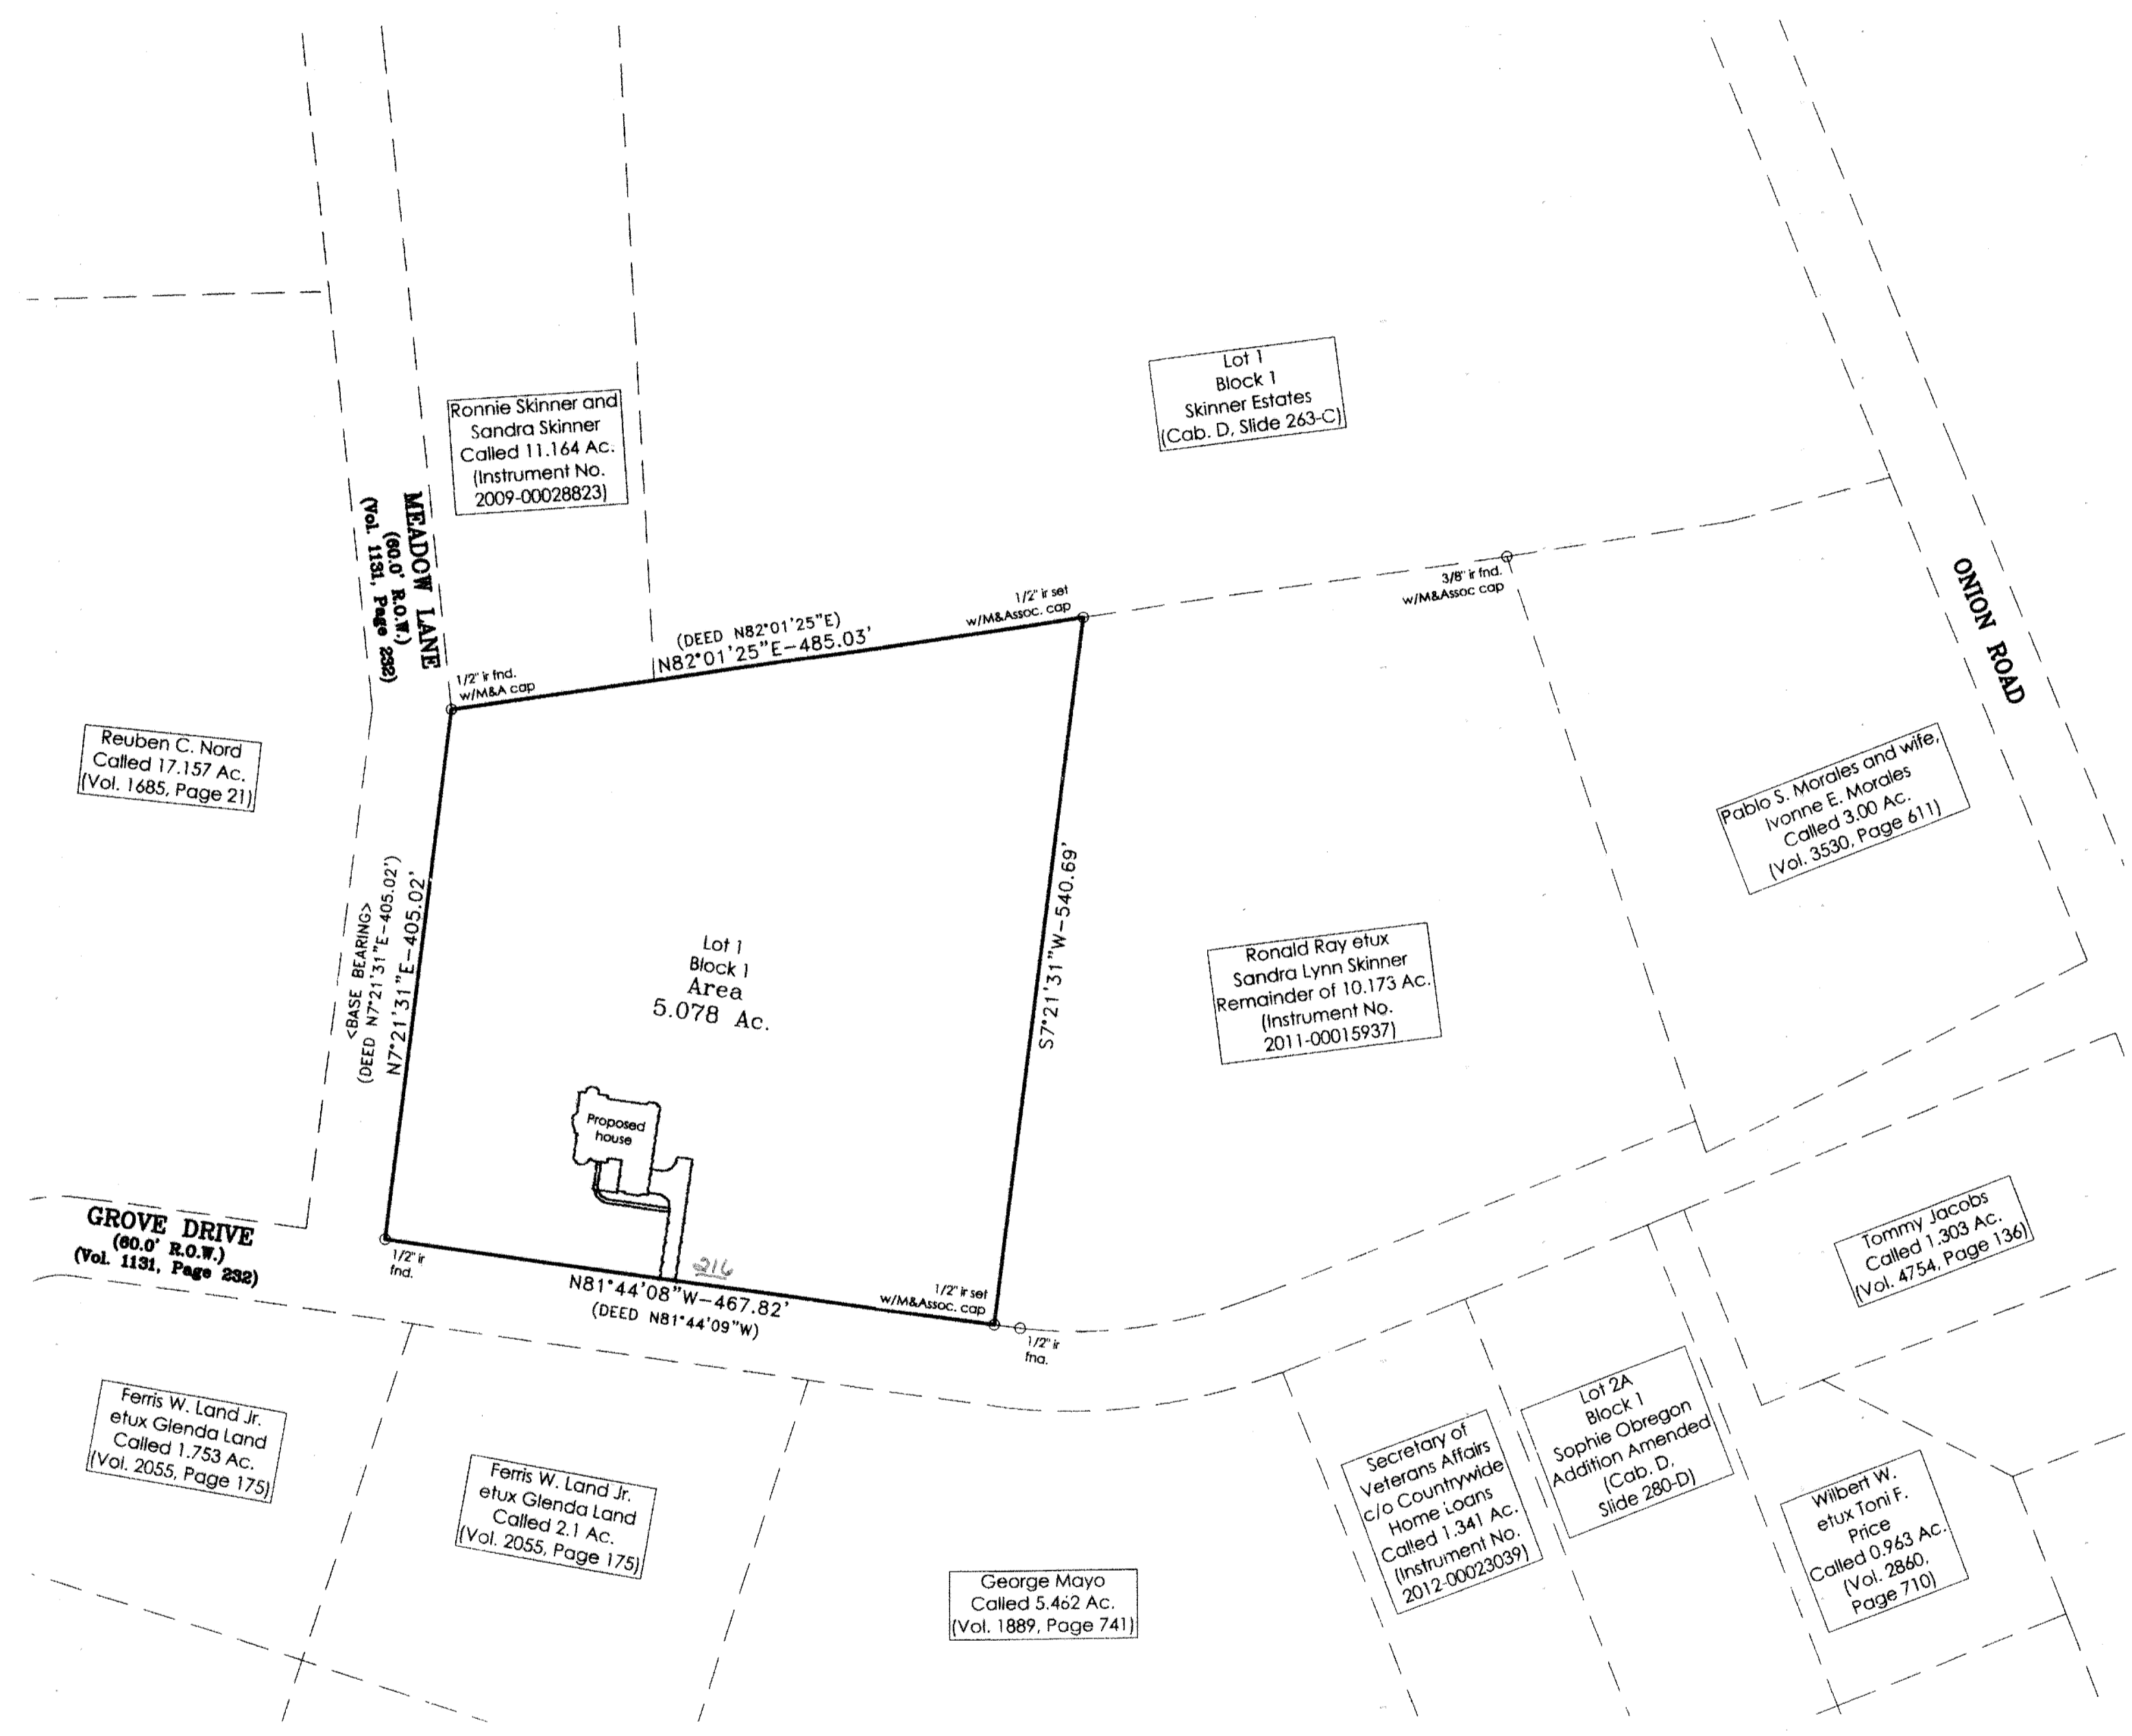 Lot 1
Block 1
Skinner Estates
(Cab. D, Slide 263-C)
Ronnie Skinner and
Sandra Skinner
Called 11.164 Ac.
(Instrument No.
2009-00028823)
MEADOW LANE
(60.0' R.O.W.)
(Vol. 1131, Page 232)
ONION ROAD
3/8" ir fnd.
w/M&Assoc cap
1/2" ir set
w/M&Assoc. cap
(DEED N82°01'25"E)
N82°01'25"E-485.03'
1/2" ir fnd.
w/M&A cap
Reuben C. Nord
Called 17.157 Ac.
(Vol. 1685, Page 21)
Pablo S. Morales and wife,
Ivonne E. Morales
Called 3.00 Ac.
(Vol. 3530, Page 611)
<BASE BEARING>
(DEED N7°21'31"E-405.02')
N7°21'31"E-405.02'
Lot 1
Block 1
Area
5.078 Ac.
S7°21'31"W-540.69'
Ronald Ray etux
Sandra Lynn Skinner
Remainder of 10.173 Ac.
(Instrument No.
2011-00015937)
Proposed
house
GROVE DRIVE
(60.0' R.O.W.)
(Vol. 1131, Page 232)
1/2" ir
fnd.
216
N81°44'08"W-467.82'
(DEED N81°44'09"W)
1/2" ir set
w/M&Assoc. cap
1/2" ir
fnd.
Tommy Jacobs
Called 1.303 Ac.
(Vol. 4754, Page 136)
Ferris W. Land Jr.
etux Glenda Land
Called 1.753 Ac.
(Vol. 2055, Page 175)
Ferris W. Land Jr.
etux Glenda Land
Called 2.1 Ac.
(Vol. 2055, Page 175)
George Mayo
Called 5.462 Ac.
(Vol. 1889, Page 741)
Secretary of
Veterans Affairs
c/o Countrywide
Home Loans
Called 1.341 Ac.
(Instrument No.
2012-00023039)
Lot 2A
Block 1
Sophie Obregon
Addition Amended
(Cab. D,
Slide 280-D)
Wilbert W.
etux Toni F.
Price
Called 0.963 Ac.
(Vol. 2860,
Page 710)